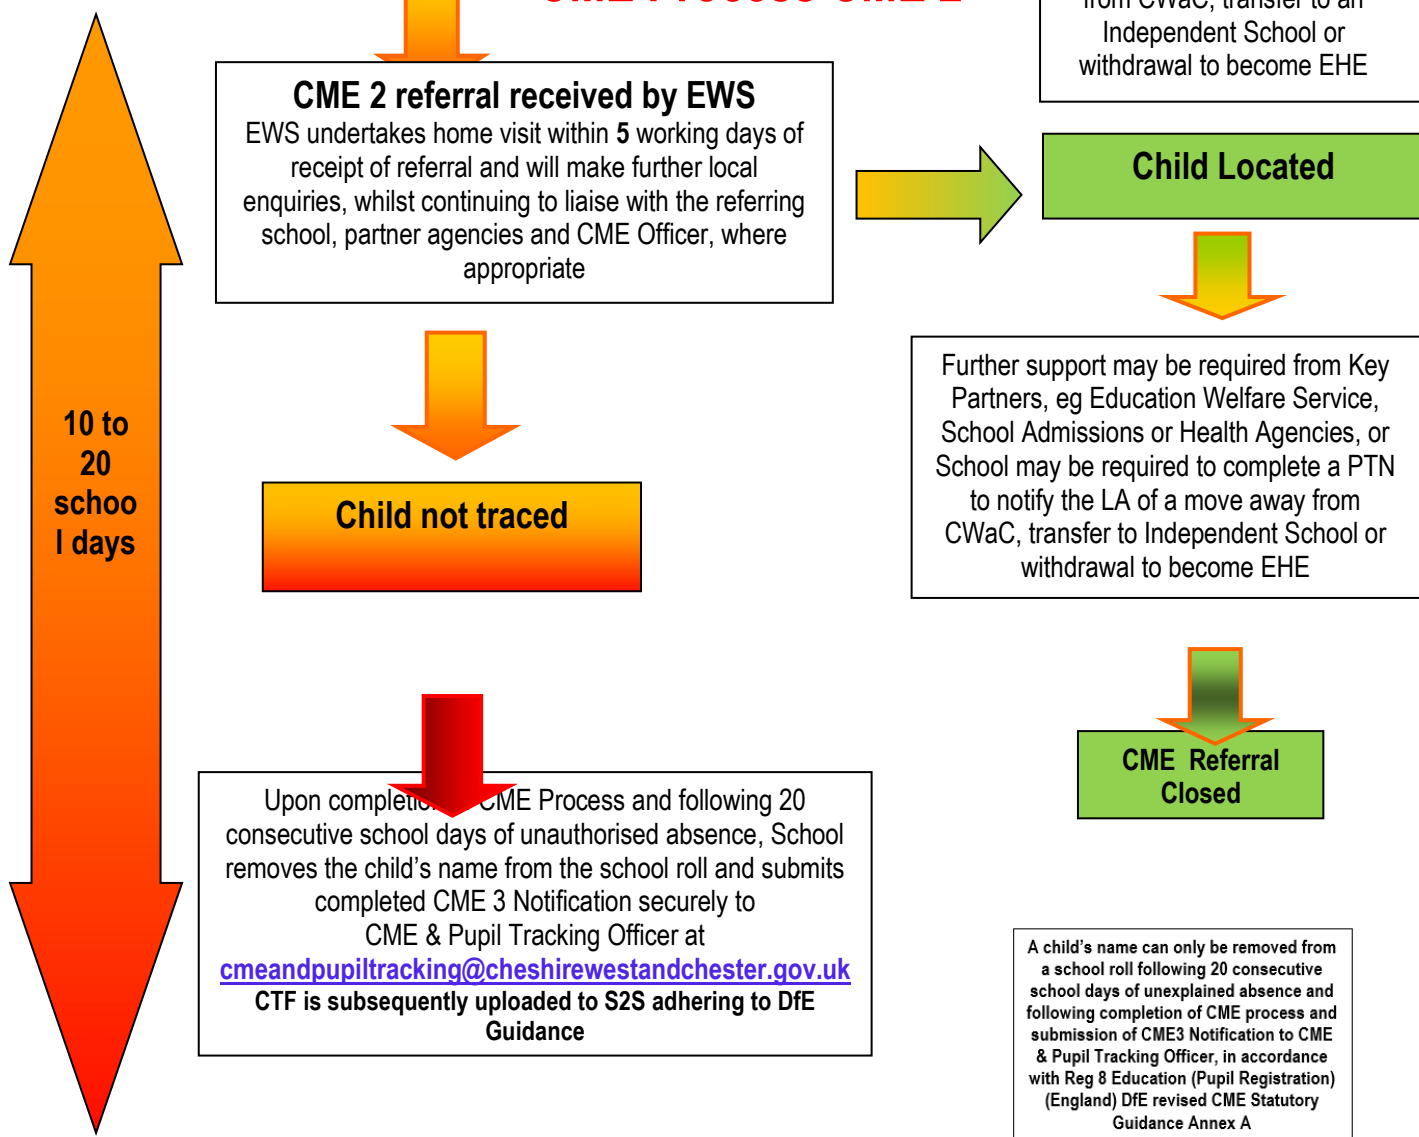 from CWaC, transfer to an
Independent School or
withdrawal to become EHE
CME 2 referral received by EWS
EWS undertakes home visit within 5 working days of
receipt of referral and will make further local
enquiries, whilst continuing to liaise with the referring
school, partner agencies and CME Officer, where
appropriate
Child Located
Further support may be required from Key
Partners, eg Education Welfare Service,
School Admissions or Health Agencies, or
School may be required to complete a PTN
to notify the LA of a move away from
CWaC, transfer to Independent School or
withdrawal to become EHE
10 to
20
schoo
l days
Child not traced
CME Referral
Closed
Upon CME Process and following 20
consecutive school days of unauthorised absence, School
removes the child’s name from the school roll and submits
completed CME 3 Notification securely to
CME & Pupil Tracking Officer at
cmeandpupiltracking@cheshirewestandchester.gov.uk
CTF is subsequently uploaded to S2S adhering to DfE
Guidance
A child’s name can only be removed from
a school roll following 20 consecutive
school days of unexplained absence and
following completion of CME process and
submission of CME3 Notification to CME
& Pupil Tracking Officer, in accordance
with Reg 8 Education (Pupil Registration)
(England) DfE revised CME Statutory
Guidance Annex A